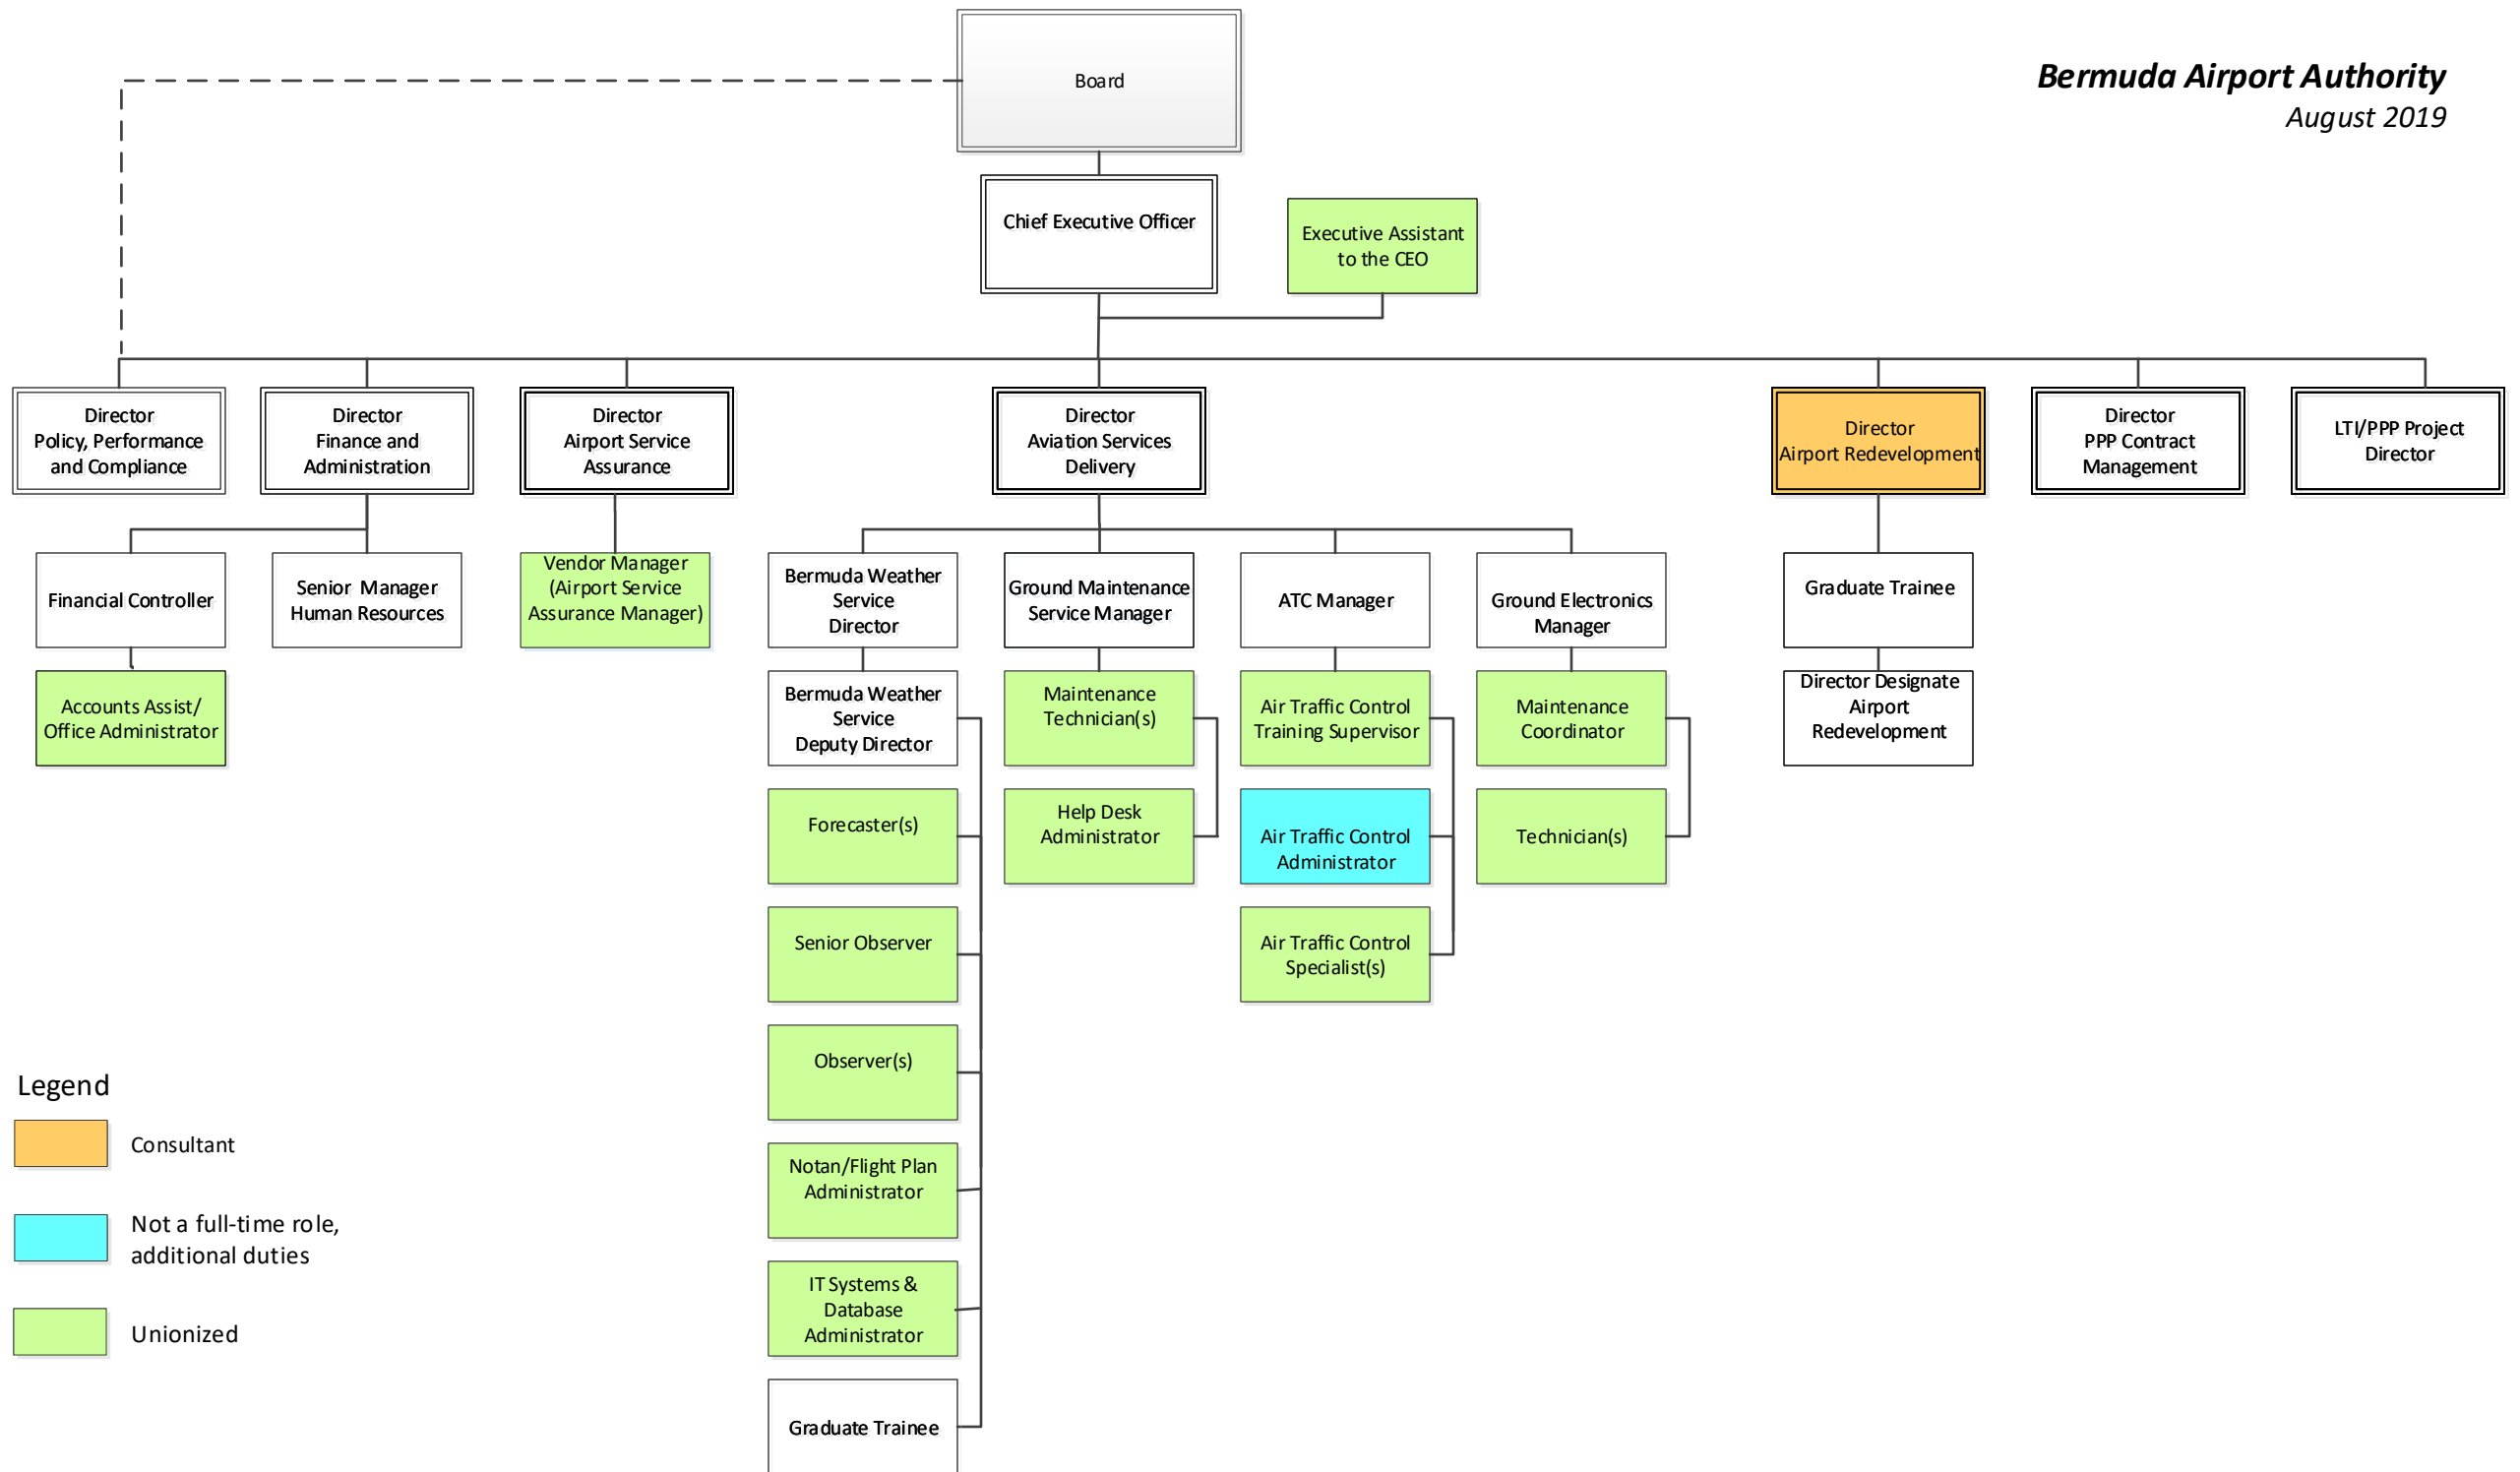 Bermuda Airport Authority
August 2019
Board
Chief Executive Officer
Executive Assistant
to the CEO
Director
Policy, Performance
and Compliance
Director
Finance and
Administration
Director
Airport Service
Assurance
Director
Aviation Services
Delivery
Director
Airport Redevelopment
Director
PPP Contract
Management
LTI/PPP Project
Director
Financial Controller
Senior Manager
Human Resources
Vendor Manager
(Airport Service
Assurance Manager)
Bermuda Weather
Service
Director
Ground Maintenance
Service Manager
ATC Manager
Ground Electronics
Manager
Graduate Trainee
Accounts Assist/
Office Administrator
Bermuda Weather
Service
Deputy Director
Maintenance
Technician(s)
Air Traffic Control
Training Supervisor
Maintenance
Coordinator
Director Designate
Airport
Redevelopment
Forecaster(s)
Help Desk
Administrator
Air Traffic Control
Administrator
Technician(s)
Senior Observer
Air Traffic Control
Specialist(s)
Observer(s)
Notan/Flight Plan
Administrator
IT Systems &
Database
Administrator
Graduate Trainee
Legend
Consultant
Not a full-time role,
additional duties
Unionized